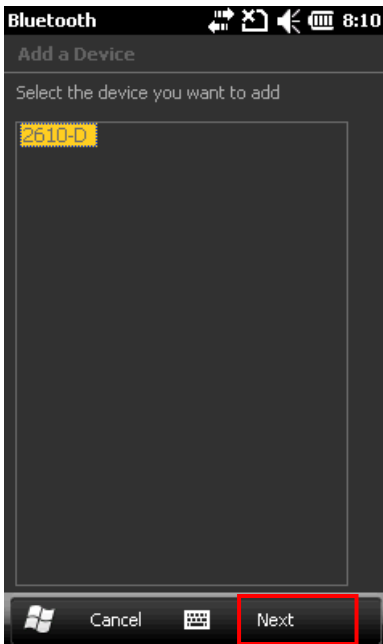 Bluetooth 8:10
Add a Device
Select the device you want to add
2610-D
Cancel Next